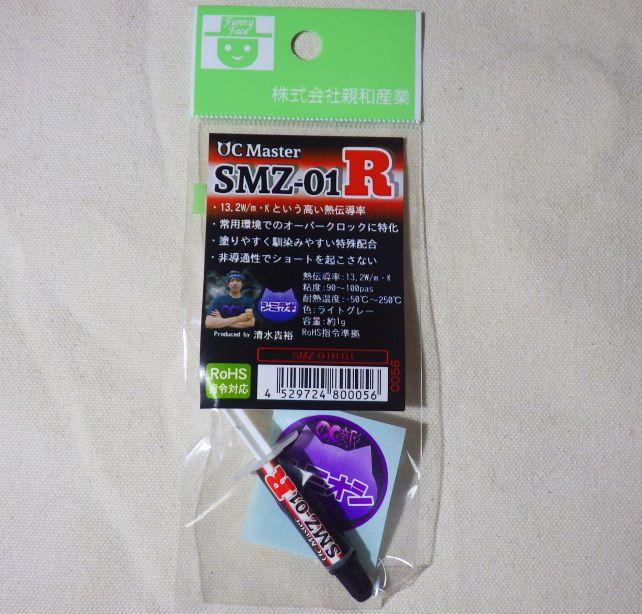 Funny
Face
株式会社親和産業
OC Master
SMZ-01R
・13.2W/m・Kという高い熱伝導率
・常用環境でのオーバークロックに特化
・塗りやすく馴染みやすい特殊配合
・非導通性でショートを起こさない
熱伝導率:13.2W/m・K
粘度:90～100pas
耐熱温度:-50℃～250℃
色:ライトグレー
容量:約1g
RoHS指令準拠
Produced by 清水貴裕
SMZ-01R-01
0056
RoHS
指令対応
4 529724 800056
OC部
OC Master
SMZ-01R